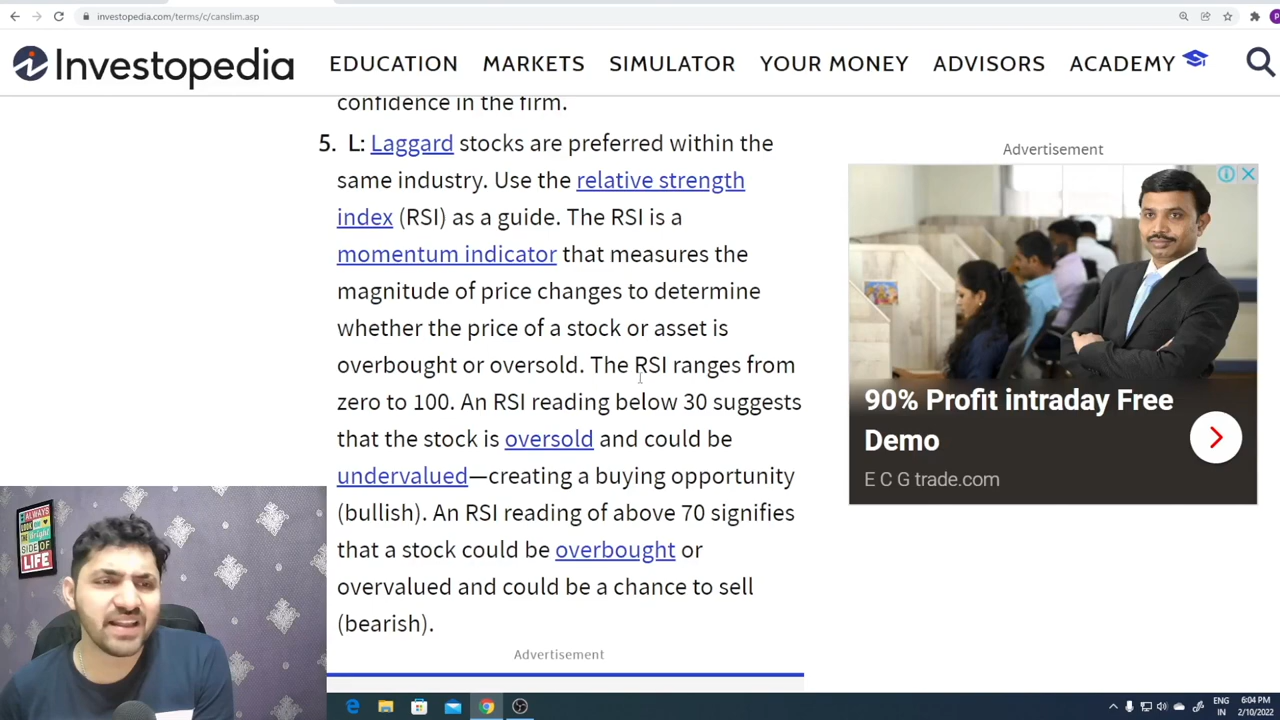 investopedia.com/terms/c/canslim.asp
Investopedia
EDUCATION MARKETS SIMULATOR YOUR MONEY ADVISORS ACADEMY
confidence in the firm.
5. L: Laggard stocks are preferred within the
same industry. Use the relative strength
index (RSI) as a guide. The RSI is a
momentum indicator that measures the
magnitude of price changes to determine
whether the price of a stock or asset is
overbought or oversold. The RSI ranges from
zero to 100. An RSI reading below 30 suggests
that the stock is oversold and could be
undervalued—creating a buying opportunity
(bullish). An RSI reading of above 70 signifies
that a stock could be overbought or
overvalued and could be a chance to sell
(bearish).
Advertisement
Advertisement
90% Profit intraday Free
Demo
E C G trade.com
ALWAYS
LOOK
ON THE
Bright
SIDE OF
LIFE
ENG
IN
6:04 PM
2/10/2022